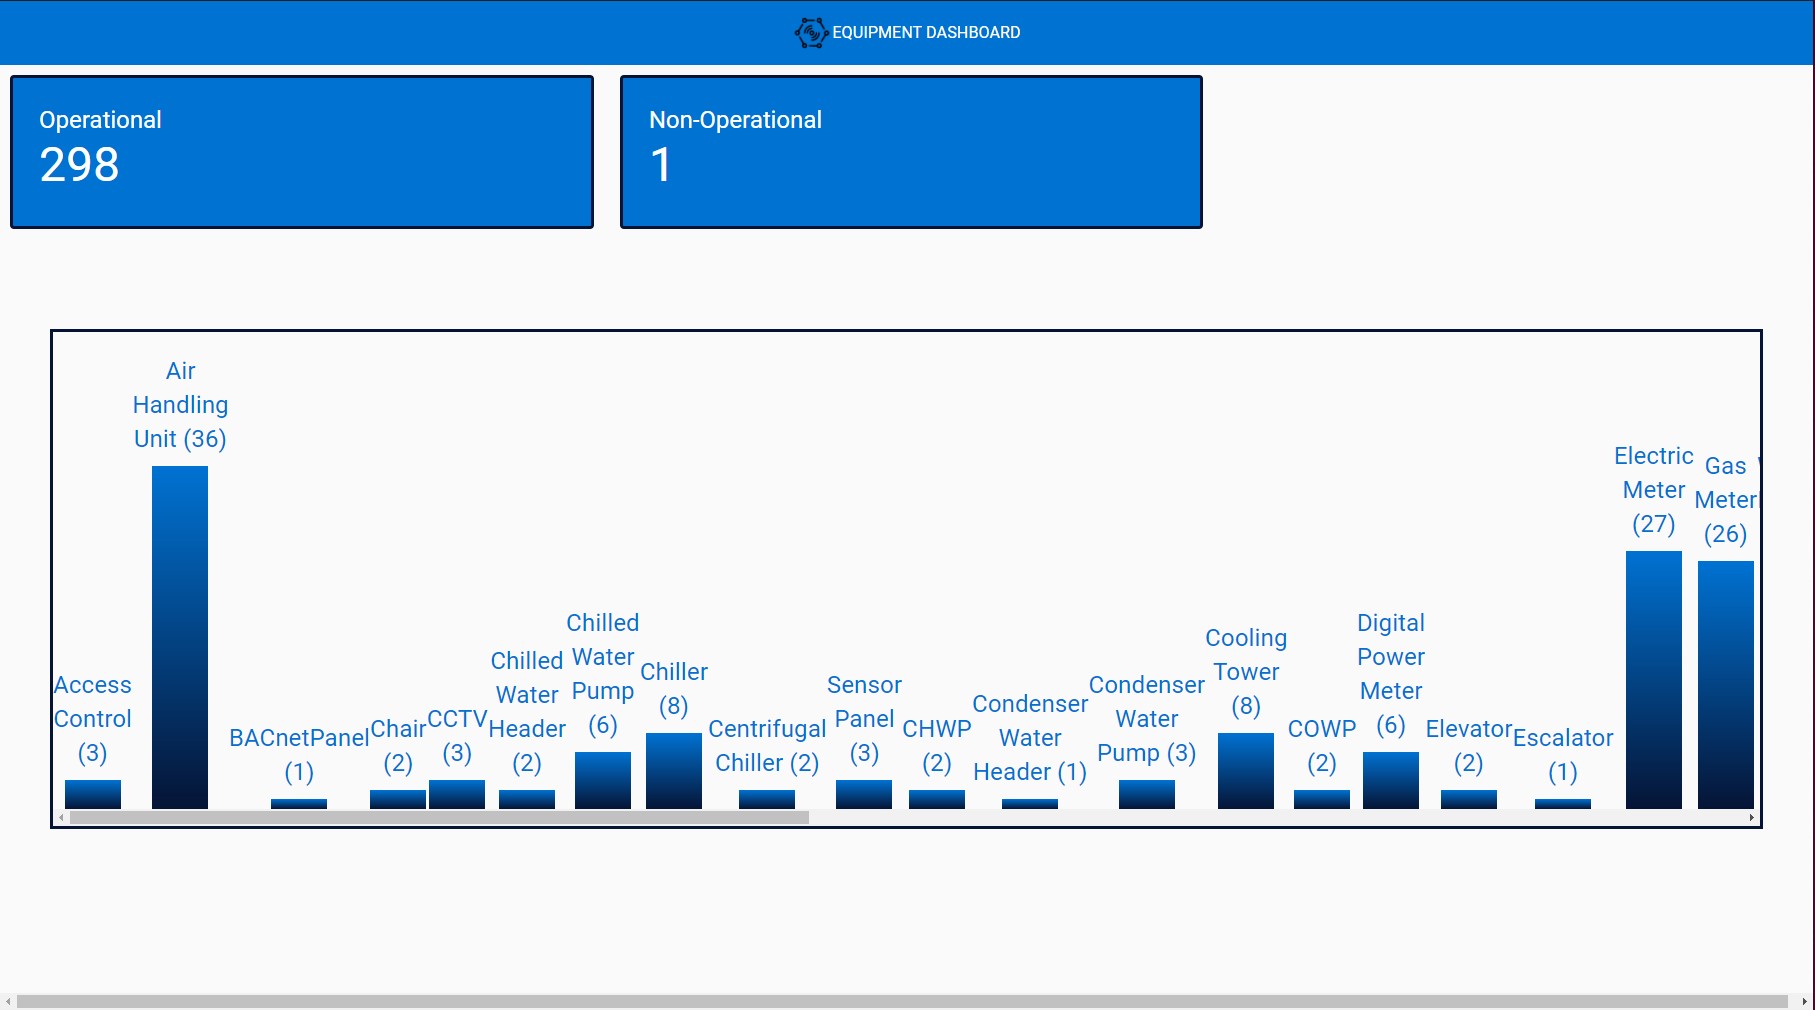 EQUIPMENT DASHBOARD
Operational
298
Non-Operational
1
Access
Control
(3)
Air
Handling
Unit (36)
BACnetPanel
(1)
Chair
(2)
CCTV
(3)
Chilled
Water
Header
(2)
Chilled
Water
Pump
(6)
Chiller
(8)
Centrifugal
Chiller (2)
Sensor
Panel
(3)
CHWP
(2)
Condenser
Water
Header (1)
Condenser
Water
Pump (3)
Cooling
Tower
(8)
COWP
(2)
Digital
Power
Meter
(6)
Elevator
(2)
Escalator
(1)
Electric
Meter
(27)
Gas
Meter
(26)